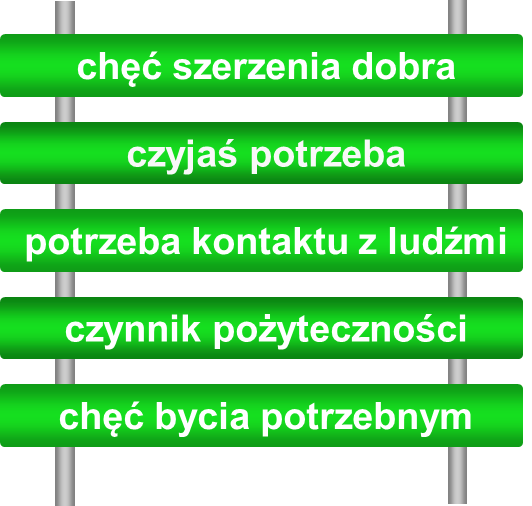 chęć szerzenia dobra
czyjaś potrzeba
potrzeba kontaktu z ludźmi
czynnik pożyteczności
chęć bycia potrzebnym